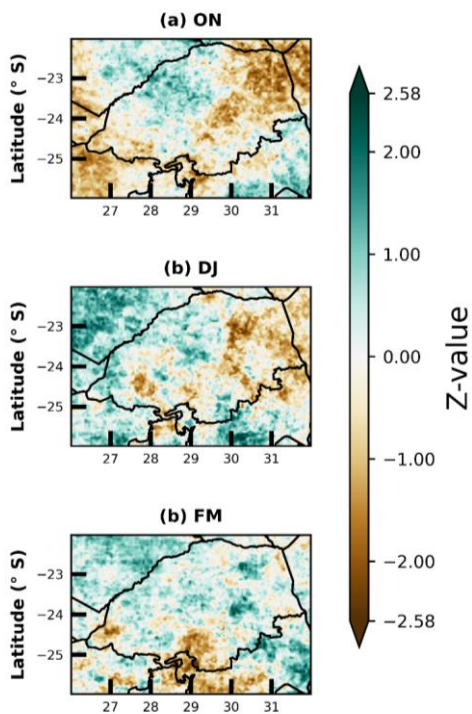 (a) ON
Latitude (° S)
−23
−24
−25
27 28 29 30 31
(b) DJ
Latitude (° S)
−23
−24
−25
27 28 29 30 31
(b) FM
Latitude (° S)
−23
−24
−25
27 28 29 30 31
2.58
2.00
1.00
0.00
−1.00
−2.00
−2.58
Z-value